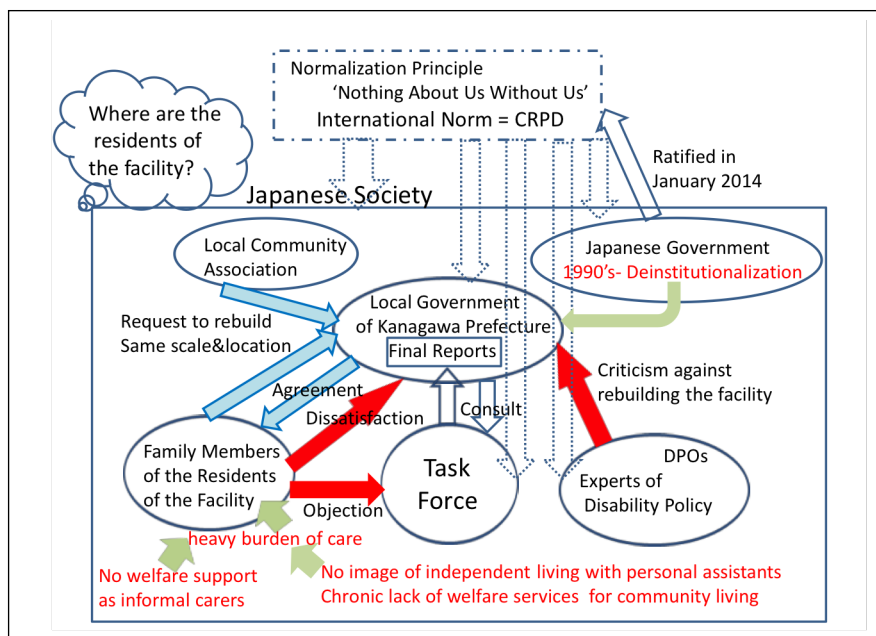 Normalization Principle
‘Nothing About Us Without Us’
International Norm = CRPD
Where are the
residents of
the facility?
Ratified in
January 2014
Japanese Society
Local Community
Association
Japanese Government
1990’s- Deinstitutionalization
Local Government
of Kanagawa Prefecture
Final Reports
Request to rebuild
Same scale&location
Agreement
Dissatisfaction
Consult
Criticism against
rebuilding the facility
Family Members
of the Residents
of the Facility
Task
Force
DPOs
Experts of
Disability Policy
Objection
heavy burden of care
No welfare support
as informal carers
No image of independent living with personal assistants
Chronic lack of welfare services for community living